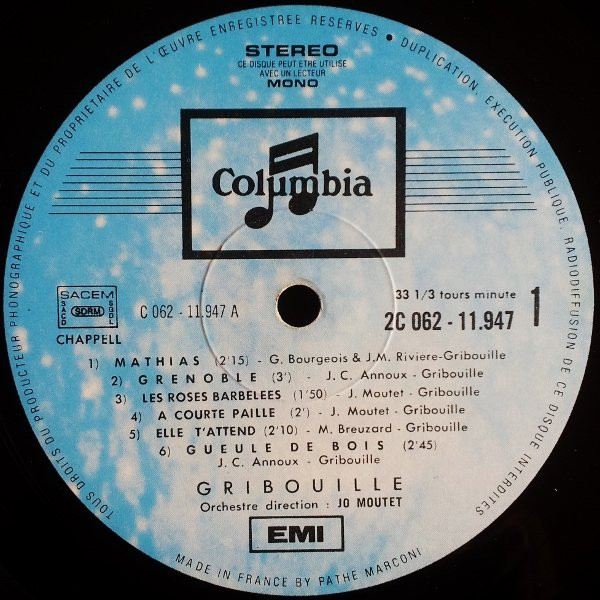 TOUS DROITS DU PRODUCTEUR PHONOGRAPHIQUE ET DU PROPRIETAIRE DE L'ŒUVRE ENREGISTREE RESERVES • DUPLICATION, EXECUTION PUBLIQUE, RADIODIFFUSION DE CE DISQUE INTERDITES
STEREO
CE DISQUE PEUT ETRE UTILISE
AVEC UN LECTEUR
MONO
Columbia
SACEM
SACD SDRM SGDL
CHAPPELL
C 062 - 11.947 A
33 1/3 tours minute
2C 062 - 11.947 1
1) MATHIAS (2'15) - G. Bourgeois & J.M. Riviere-Gribouille
2) GRENOBLE (3') - J.C. Annoux - Gribouille
3) LES ROSES BARBELEES (1'50) - J. Moutet - Gribouille
4) A COURTE PAILLE (2') - J. Moutet - Gribouille
5) ELLE T'ATTEND (2'10) - M. Breuzard - Gribouille
6) GUEULE DE BOIS (2'45)
J.C. Annoux - Gribouille
GRIBOUILLE
Orchestre direction : JO MOUTET
EMI
MADE IN FRANCE BY PATHE MARCONI